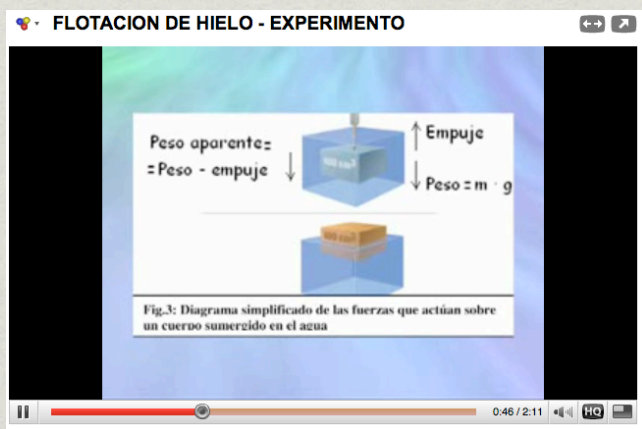 FLOTACION DE HIELO - EXPERIMENTO
Peso aparente=
=Peso - empuje
Empuje
Peso = m · g
Fig.3: Diagrama simplificado de las fuerzas que actúan sobre
un cuerpo sumergido en el agua
0:46 / 2:11
HQ